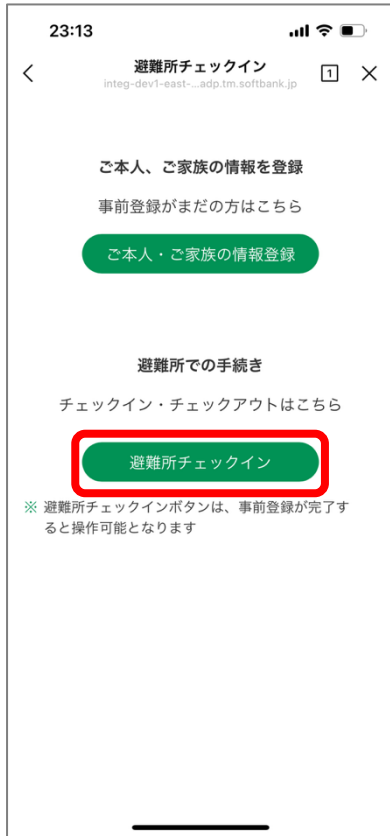 23:13
避難所チェックイン
1
integ-dev1-east-...adp.tm.softbank.jp
ご本人、ご家族の情報を登録
事前登録がまだの方はこちら
ご本人・ご家族の情報登録
避難所での手続き
チェックイン・チェックアウトはこちら
避難所チェックイン
※ 避難所チェックインボタンは、事前登録が完了す
ると操作可能となります